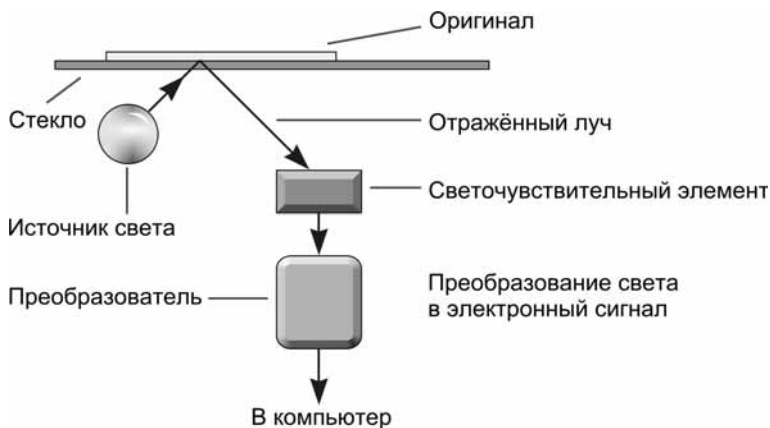 Оригинал
Стекло
Отражённый луч
Светочувствительный элемент
Источник света
Преобразователь
Преобразование света
в электронный сигнал
В компьютер